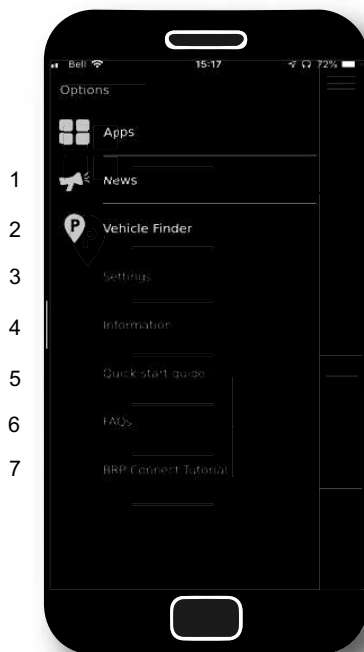 Bell 15:17 72%
Options
Apps
1 News
2 P Vehicle Finder
3 Settings
4 Information
5 Quick start guide
6 FAQs
7 BRP Connect Tutorial